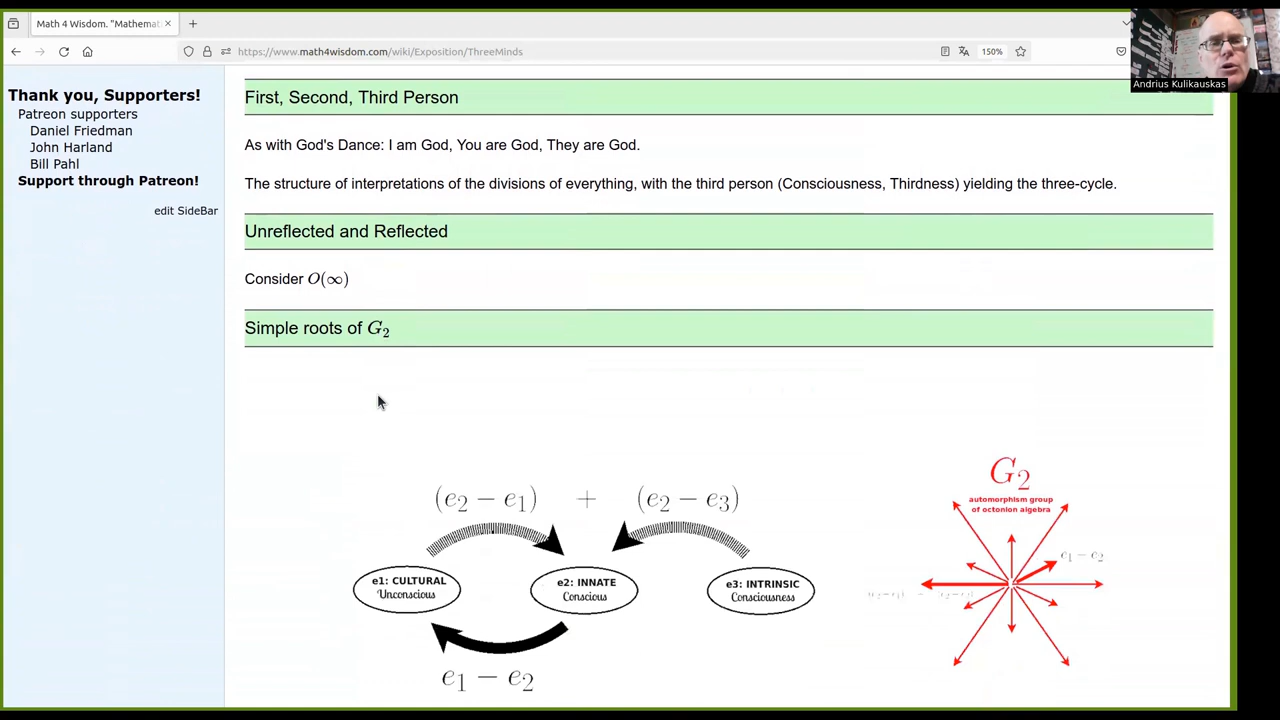 Math 4 Wisdom. "Mathemat
https://www.math4wisdom.com/wiki/Exposition/ThreeMinds
150%
Andrius Kulikauskas
Thank you, Supporters!
Patreon supporters
Daniel Friedman
John Harland
Bill Pahl
Support through Patreon!
edit SideBar
First, Second, Third Person
As with God's Dance: I am God, You are God, They are God.
The structure of interpretations of the divisions of everything, with the third person (Consciousness, Thirdness) yielding the three-cycle.
Unreflected and Reflected
Consider O(∞)
Simple roots of G₂
(e₂ − e₁) + (e₂ − e₃)
e1: CULTURAL
Unconscious
e2: INNATE
Conscious
e3: INTRINSIC
Consciousness
e₁ − e₂
G₂
automorphism group
of octonion algebra
e₁ − e₂